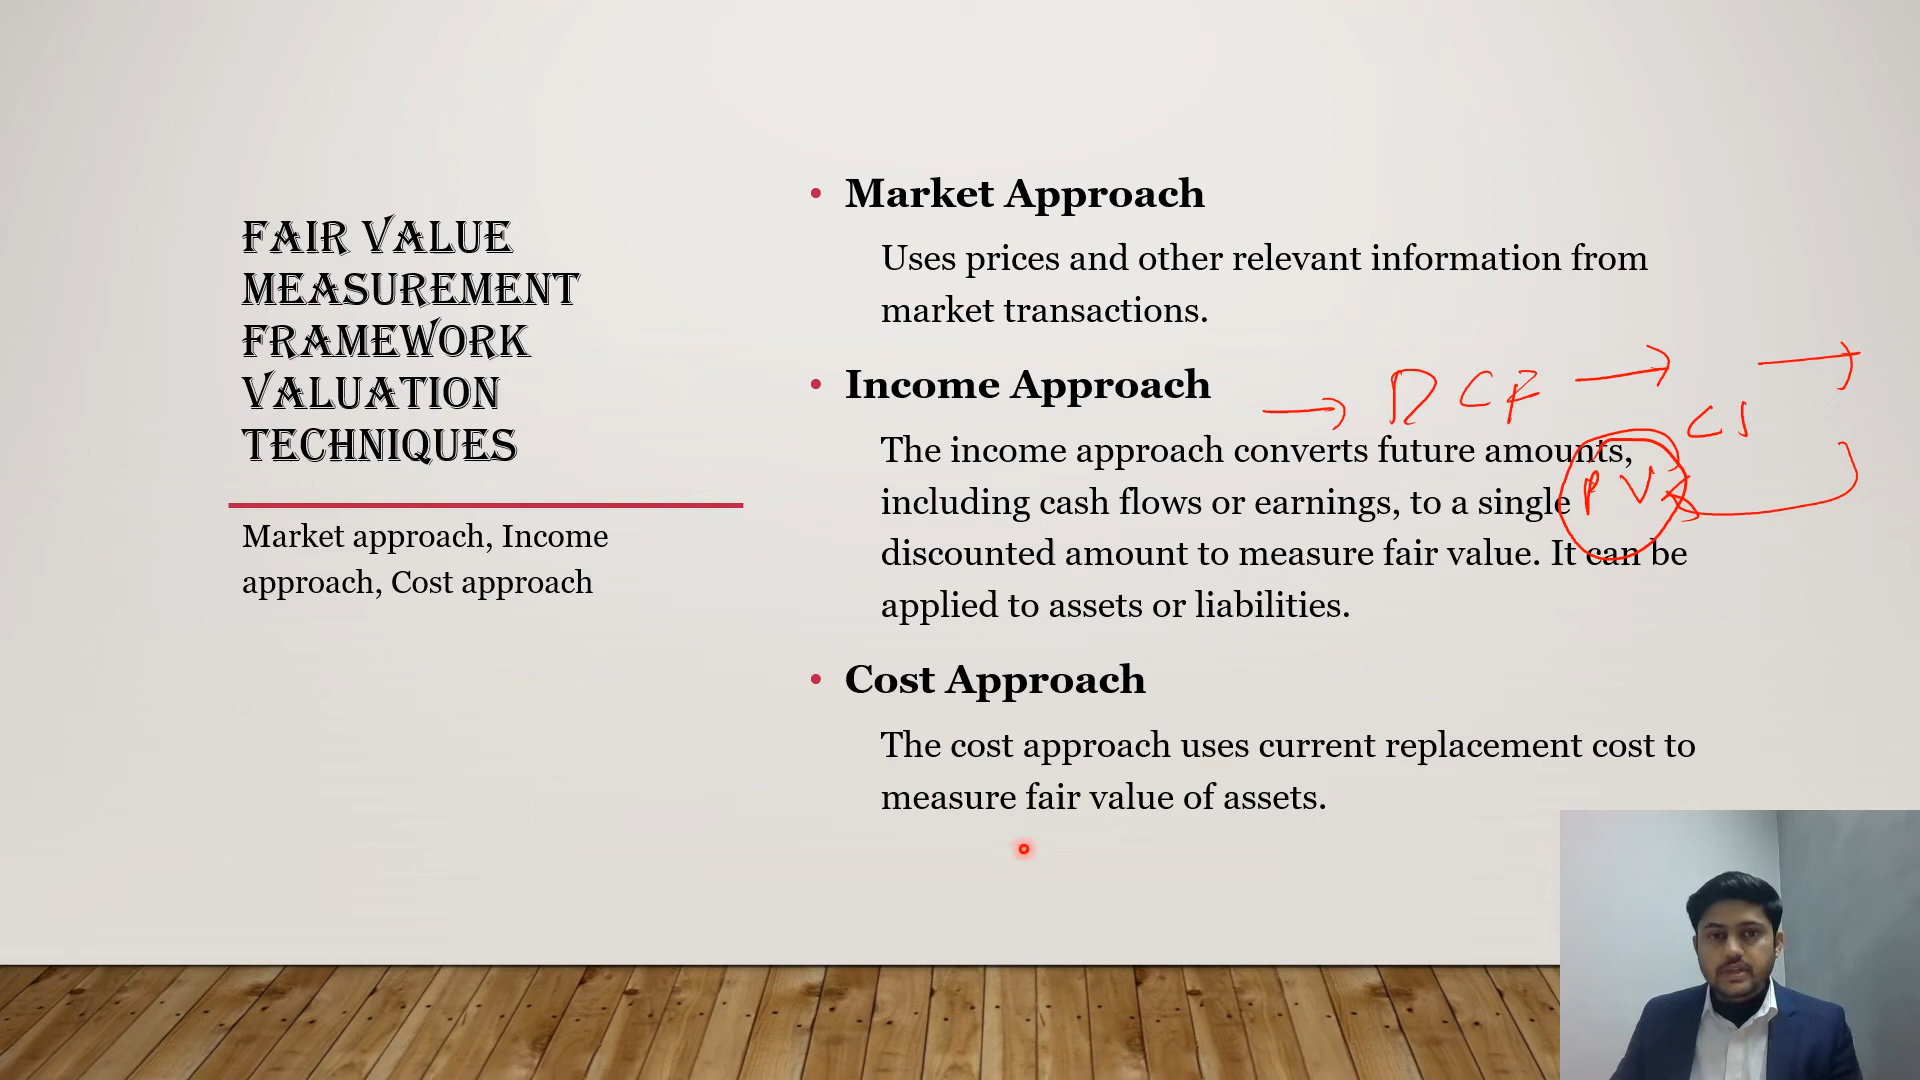 FAIR VALUE
MEASUREMENT
FRAMEWORK
VALUATION
TECHNIQUES
Market approach, Income
approach, Cost approach
• Market Approach
Uses prices and other relevant information from
market transactions.
• Income Approach
→ DCF →
The income approach converts future amounts,
including cash flows or earnings, to a single
PV
discounted amount to measure fair value. It can be
applied to assets or liabilities.
• Cost Approach
The cost approach uses current replacement cost to
measure fair value of assets.